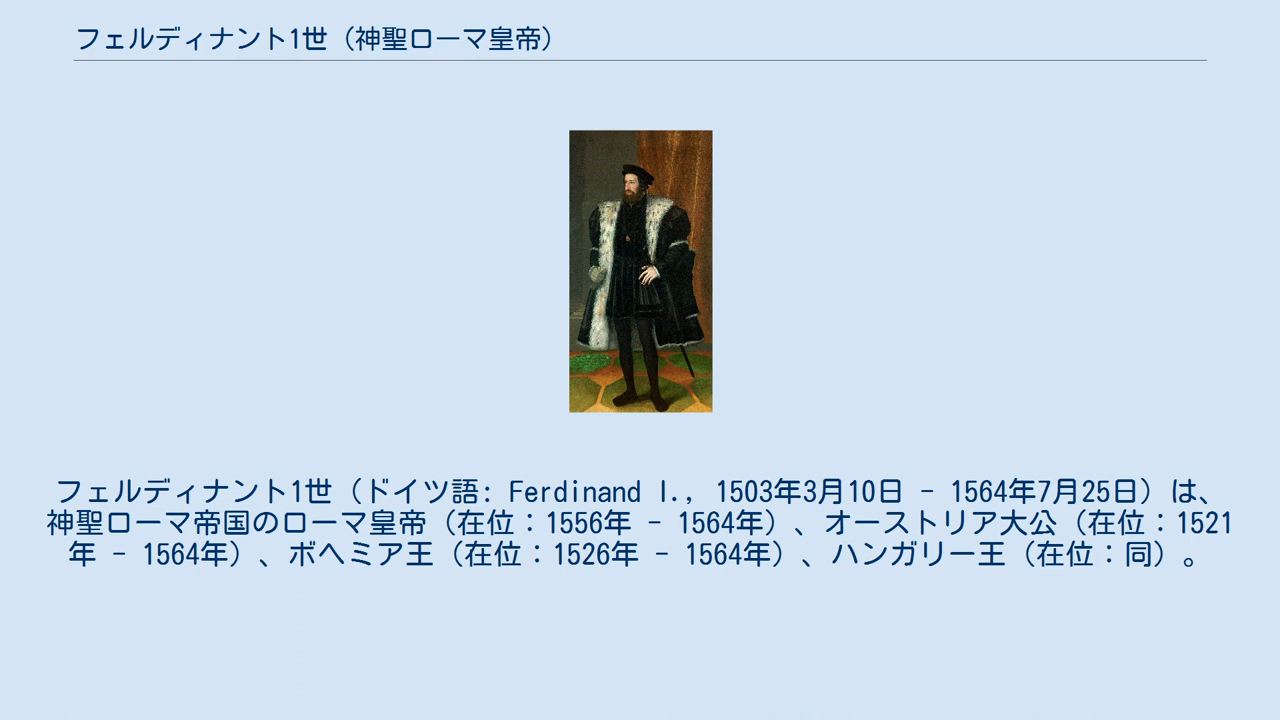 フェルディナント1世（神聖ローマ皇帝）
フェルディナント1世（ドイツ語: Ferdinand I., 1503年3月10日 - 1564年7月25日）は、
神聖ローマ帝国のローマ皇帝（在位：1556年 - 1564年）、オーストリア大公（在位：1521
年 - 1564年）、ボヘミア王（在位：1526年 - 1564年）、ハンガリー王（在位：同）。